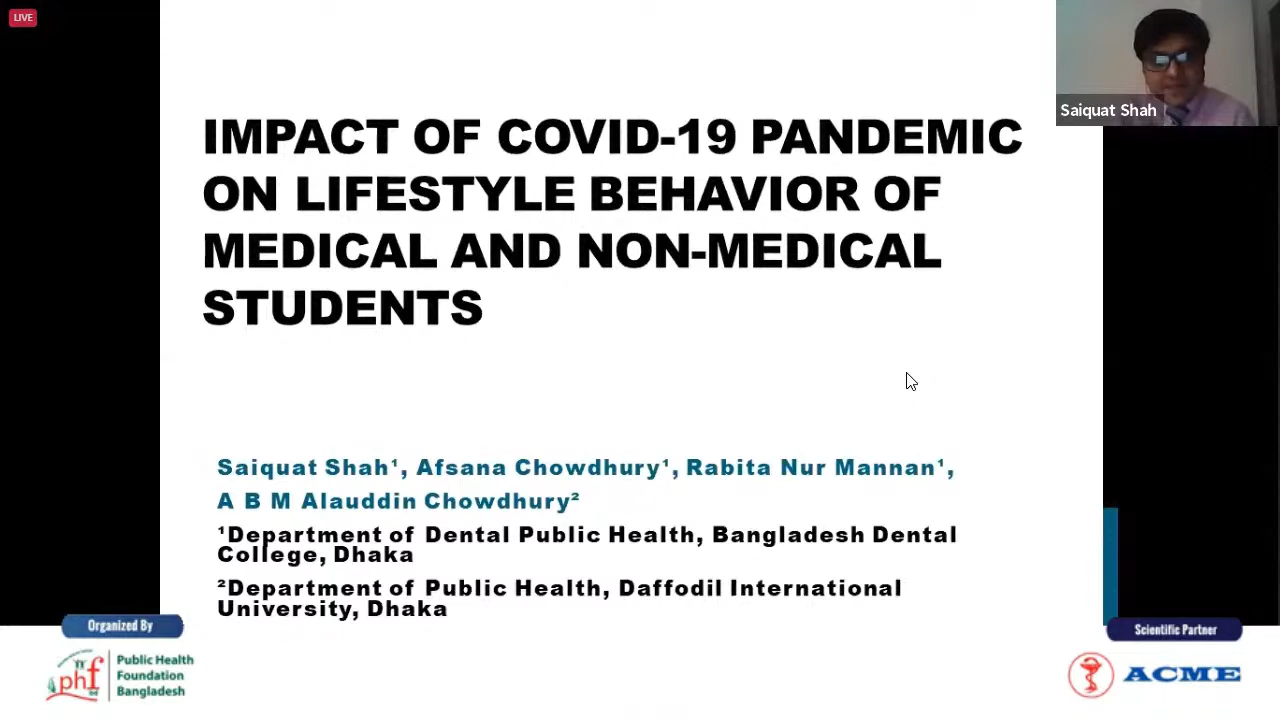 LIVE
Saiquat Shah
IMPACT OF COVID-19 PANDEMIC
ON LIFESTYLE BEHAVIOR OF
MEDICAL AND NON-MEDICAL
STUDENTS
Saiquat Shah¹, Afsana Chowdhury¹, Rabita Nur Mannan¹,
A B M Alauddin Chowdhury²
¹Department of Dental Public Health, Bangladesh Dental
College, Dhaka
²Department of Public Health, Daffodil International
University, Dhaka
Organized By
phf
Public Health
Foundation
Bangladesh
Scientific Partner
ACME